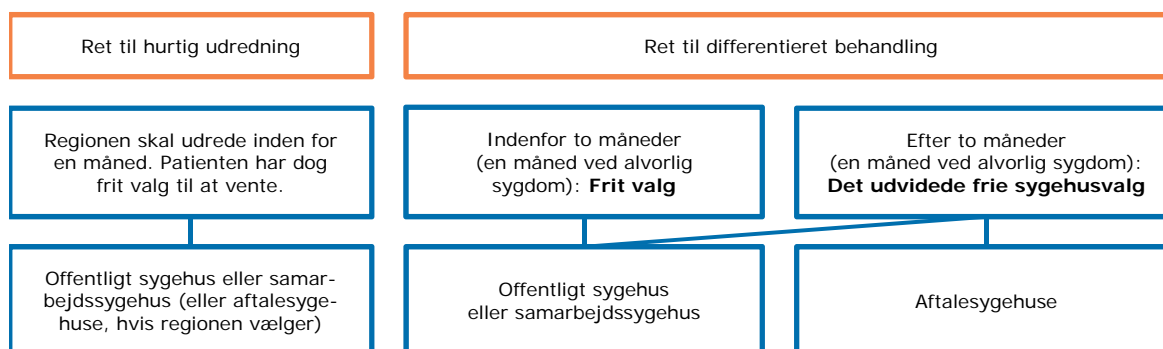 Ret til hurtig udredning
Ret til differentieret behandling
Regionen skal udrede inden for
en måned. Patienten har dog
frit valg til at vente.
Indenfor to måneder
(en måned ved alvorlig
sygdom): Frit valg
Efter to måneder
(en måned ved alvorlig sygdom):
Det udvidede frie sygehusvalg
Offentligt sygehus eller samar-
bejdssygehus (eller aftalesyge-
huse, hvis regionen vælger)
Offentligt sygehus
eller samarbejdssygehus
Aftalesygehuse